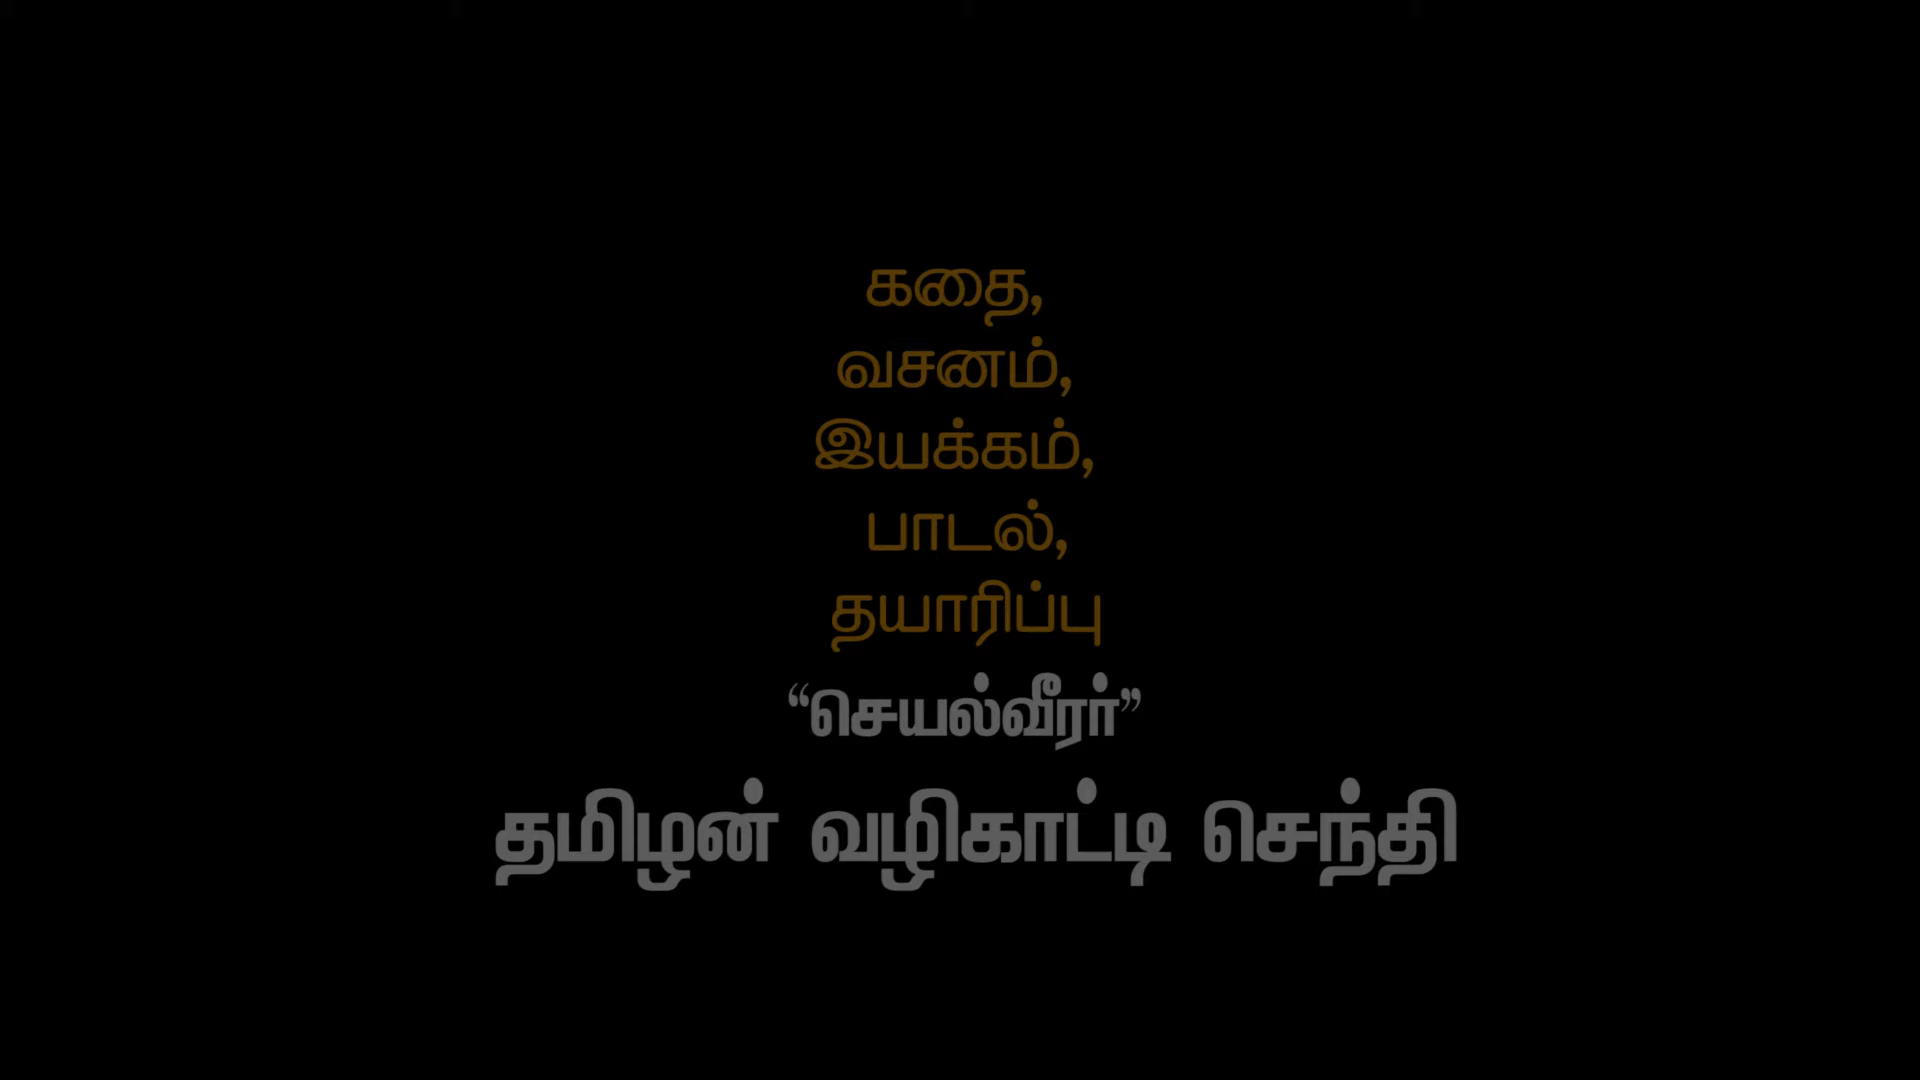 கதை,
வசனம்,
இயக்கம்,
பாடல்,
தயாரிப்பு
“செயல்வீரர்”
தமிழன் வழிகாட்டி செந்தி